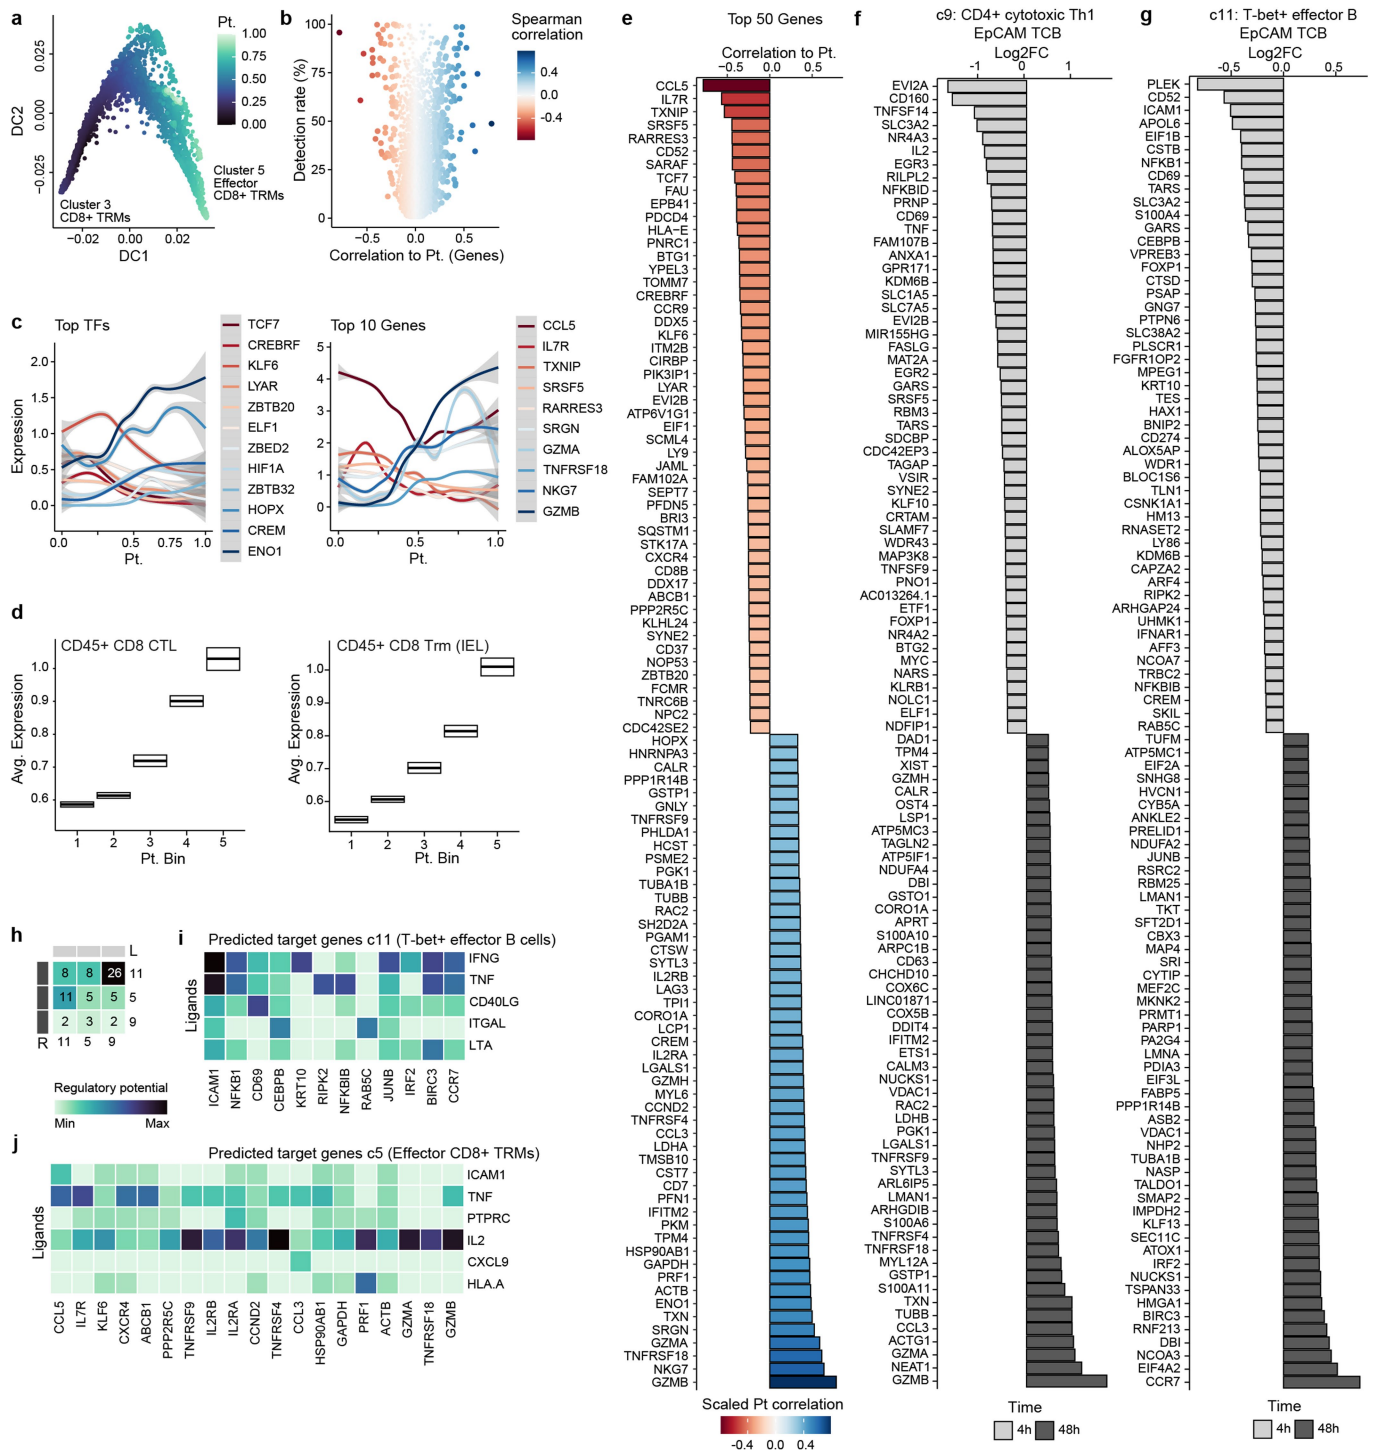 a
Pt.
1.00
0.75
0.50
0.25
0.00
0.025
0.000
−0.025
DC2
Cluster 3
CD8+ TRMs
Cluster 5
Effector
CD8+ TRMs
−0.02
0.00
0.02
DC1
b
100
75
50
25
0
Detection rate (%)
−0.5
0.0
0.5
Correlation to Pt. (Genes)
Spearman
correlation
0.4
0.0
−0.4
c
Top TFs
2.0
1.5
1.0
0.5
0.0
Expression
0.0
0.5
0.75
1.0
Pt.
TCF7
CREBRF
KLF6
LYAR
ZBTB20
ELF1
ZBED2
HIF1A
ZBTB32
HOPX
CREM
ENO1
Top 10 Genes
5
4
3
2
1
0
0.0
0.5
1.0
Pt.
CCL5
IL7R
TXNIP
SRSF5
RARRES3
SRGN
GZMA
TNFRSF18
NKG7
GZMB
d
CD45+ CD8 CTL
1.0
0.9
0.8
0.7
0.6
Avg. Expression
1 2 3 4 5
Pt. Bin
CD45+ CD8 Trm (IEL)
1.0
0.9
0.8
0.7
0.6
Avg. Expression
1 2 3 4 5
Pt. Bin
e
Top 50 Genes
Correlation to Pt.
−0.5 0.0 0.5
CCL5
IL7R
TXNIP
SRSF5
RARRES3
CD52
SARAF
TCF7
FAU
EPB41
PDCD4
HLA−E
PNRC1
BTG1
YPEL3
TOMM7
CREBRF
CCR9
DDX5
KLF6
ITM2B
CIRBP
PIK3IP1
LYAR
EVI2B
ATP6V1G1
EIF1
SCML4
LY9
JAML
FAM102A
SEPT7
PFDN5
BRI3
SQSTM1
STK17A
CXCR4
CD8B
DDX17
ABCB1
PPP2R5C
KLHL24
SYNE2
CD37
NOP53
ZBTB20
FCMR
TNRC6B
NPC2
CDC42SE2
HOPX
HNRNPA3
CALR
PPP1R14B
GSTP1
GNLY
TNFRSF9
PHLDA1
HCST
PSME2
PGK1
TUBA1B
TUBB
RAC2
SH2D2A
PGAM1
CTSW
SYTL3
IL2RB
LAG3
TPI1
CORO1A
LCP1
CREM
IL2RA
LGALS1
GZMH
MYL6
CCND2
TNFRSF4
CCL3
LDHA
TMSB10
CST7
CD7
PFN1
IFITM2
PKM
TPM4
HSP90AB1
GAPDH
PRF1
ACTB
ENO1
TXN
SRGN
GZMA
TNFRSF18
NKG7
GZMB
Scaled Pt correlation
-0.4 0.0 0.4
f
c9: CD4+ cytotoxic Th1
EpCAM TCB
Log2FC
−1 0 1
EVI2A
CD160
TNFSF14
SLC3A2
NR4A3
IL2
EGR3
RILPL2
NFKBID
PRNP
CD69
TNF
FAM107B
ANXA1
GPR171
KDM6B
SLC1A5
SLC7A5
EVI2B
MIR155HG
FASLG
MAT2A
EGR2
GARS
SRSF5
RBM3
TARS
SDCBP
CDC42EP3
TAGAP
VSIR
SYNE2
KLF10
CRTAM
SLAMF7
WDR43
MAP3K8
TNFSF9
PNO1
AC013264.1
ETF1
FOXP1
NR4A2
BTG2
MYC
NARS
KLRB1
NOLC1
ELF1
NDFIP1
DAD1
TPM4
XIST
GZMH
CALR
OST4
LSP1
ATP5MC3
TAGLN2
ATP5IF1
NDUFA4
DBI
GSTO1
CORO1A
APRT
S100A10
ARPC1B
CD63
CHCHD10
COX6C
LINC01871
COX5B
DDIT4
IFITM2
ETS1
CALM3
NUCKS1
VDAC1
RAC2
LDHB
PGK1
LGALS1
TNFRSF9
SYTL3
ARL6IP5
LMAN1
ARHGDIB
S100A6
TNFRSF4
TNFRSF18
MYL12A
GSTP1
S100A11
TXN
TUBB
CCL3
ACTG1
GZMA
NEAT1
GZMB
Time
4h 48h
g
c11: T-bet+ effector B
EpCAM TCB
Log2FC
−0.5 0.0 0.5
PLEK
CD52
ICAM1
APOL6
EIF1B
CSTB
NFKB1
CD69
TARS
SLC3A2
S100A4
GARS
CEBPB
VPREB3
FOXP1
CTSD
PSAP
GNG7
PTPN6
SLC38A2
PLSCR1
FGFR1OP2
MPEG1
KRT10
TES
HAX1
BNIP2
CD274
ALOX5AP
WDR1
BLOC1S6
TLN1
CSNK1A1
HM13
RNASET2
LY86
KDM6B
CAPZA2
ARF4
RIPK2
ARHGAP24
UHMK1
IFNAR1
AFF3
NCOA7
TRBC2
NFKBIB
CREM
SKIL
RAB5C
TUFM
ATP5MC1
EIF2A
SNHG8
HVCN1
CYB5A
ANKLE2
PRELID1
NDUFA2
JUNB
RSRC2
RBM25
LMAN1
TKT
SFT2D1
CBX3
MAP4
SRI
CYTIP
MEF2C
MKNK2
PRMT1
PARP1
PA2G4
LMNA
PDIA3
EIF3L
FABP5
PPP1R14B
ASB2
VDAC1
NHP2
TUBA1B
NASP
TALDO1
SMAP2
IMPDH2
KLF13
SEC11C
ATOX1
IRF2
NUCKS1
TSPAN33
HMGA1
BIRC3
RNF213
DBI
NCOA3
EIF4A2
CCR7
Time
4h 48h
h
L
8 8 26 11
11 5 5 5
2 3 2 9
R 11 5 9
Regulatory potential
Min Max
i
Predicted target genes c11 (T-bet+ effector B cells)
Ligands
IFNG
TNF
CD40LG
ITGAL
LTA
ICAM1
NFKB1
CD69
CEBPB
KRT10
RIPK2
NFKBIB
RAB5C
JUNB
IRF2
BIRC3
CCR7
j
Predicted target genes c5 (Effector CD8+ TRMs)
Ligands
ICAM1
TNF
PTPRC
IL2
CXCL9
HLA.A
CCL5
IL7R
KLF6
CXCR4
ABCB1
PPP2R5C
TNFRSF9
IL2RB
IL2RA
CCND2
TNFRSF4
CCL3
HSP90AB1
GAPDH
PRF1
ACTB
GZMA
TNFRSF18
GZMB